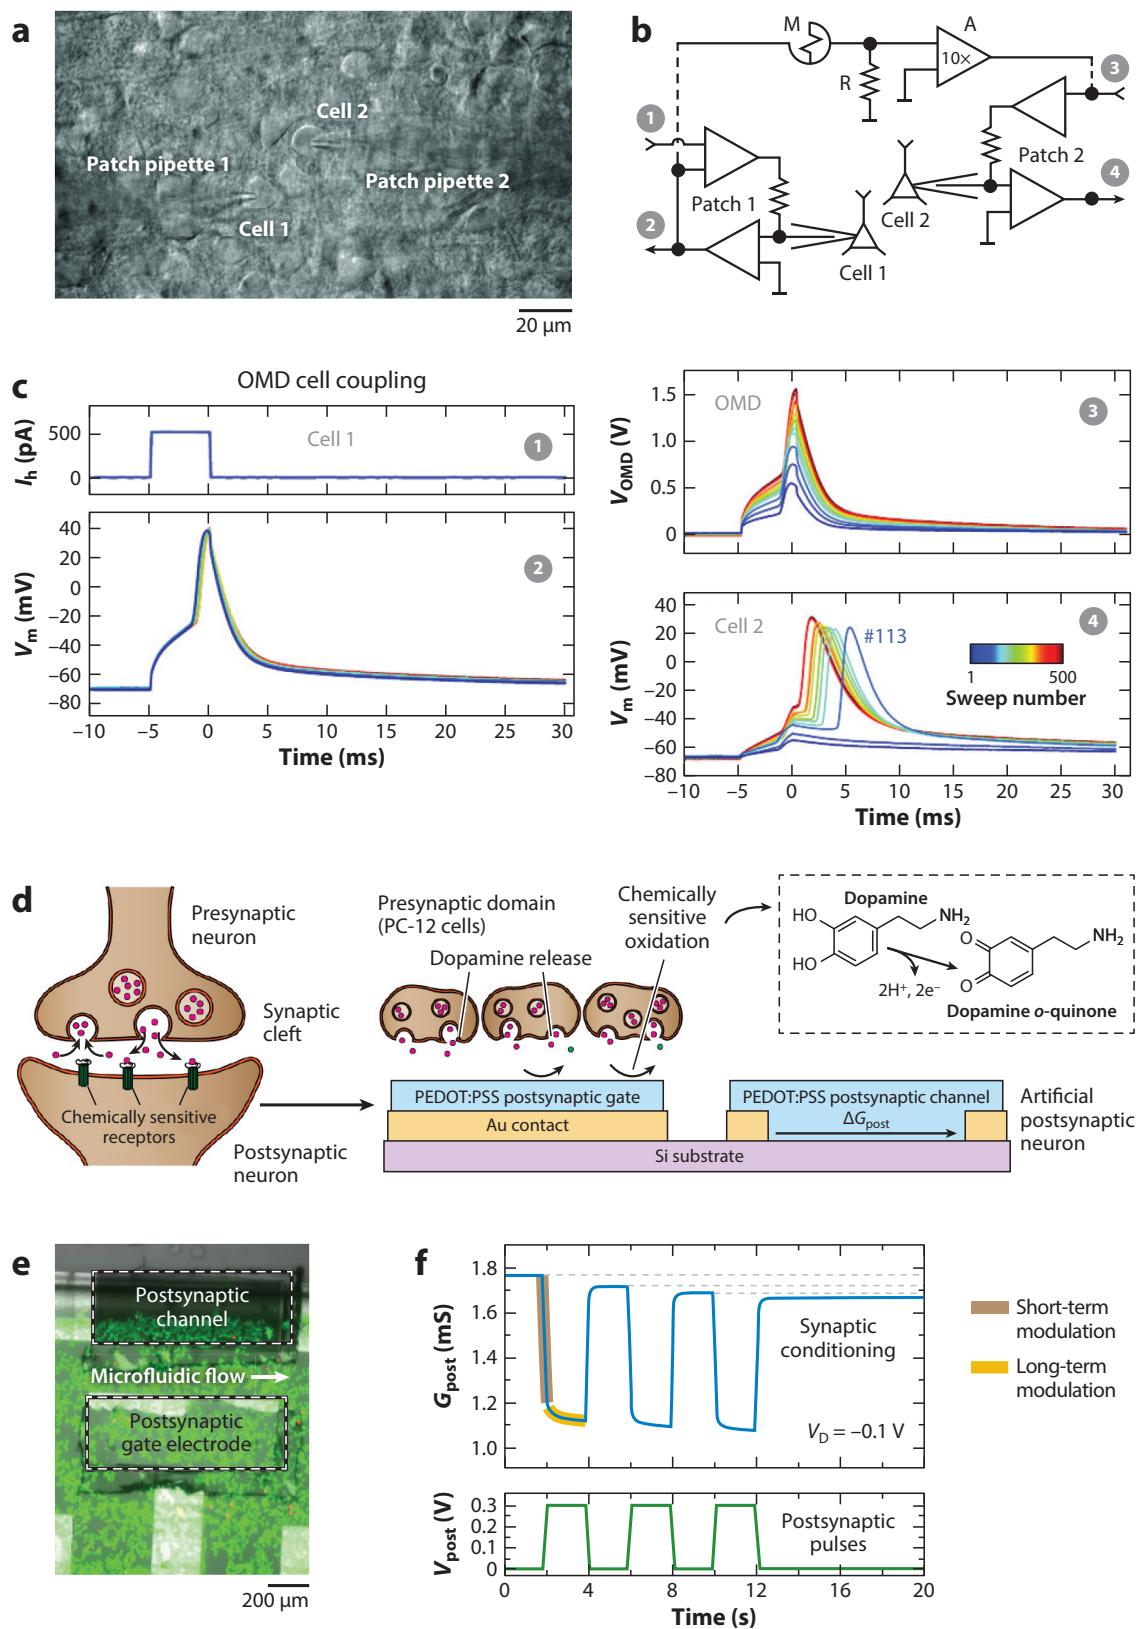 a
Cell 2
Patch pipette 1
Patch pipette 2
Cell 1
20 µm
b
M
A
10×
R
3
1
Patch 2
4
Patch 1
Cell 2
2
Cell 1
c
OMD cell coupling
Cell 1
1
500
0
I_h (pA)
2
40
20
0
−20
−40
−60
−80
V_m (mV)
−10 −5 0 5 10 15 20 25 30
Time (ms)
OMD
3
1.5
1.0
0.5
0
V_OMD (V)
Cell 2
4
#113
40
20
0
−20
−40
−60
−80
V_m (mV)
1 500
Sweep number
−10 −5 0 5 10 15 20 25 30
Time (ms)
d
Presynaptic
neuron
Synaptic
cleft
Chemically sensitive
receptors
Postsynaptic
neuron
Presynaptic domain
(PC-12 cells)
Dopamine release
Chemically
sensitive
oxidation
Dopamine
HO
HO
NH₂
2H⁺, 2e⁻
O
O
NH₂
Dopamine o-quinone
PEDOT:PSS postsynaptic gate
Au contact
PEDOT:PSS postsynaptic channel
ΔG_post
Si substrate
Artificial
postsynaptic
neuron
e
Postsynaptic
channel
Microfluidic flow
Postsynaptic
gate electrode
200 µm
f
1.8
1.6
1.4
1.2
1.0
G_post (mS)
Synaptic
conditioning
V_D = −0.1 V
Short-term
modulation
Long-term
modulation
0.3
0.2
0.1
0
V_post (V)
Postsynaptic
pulses
0 4 8 12 16 20
Time (s)